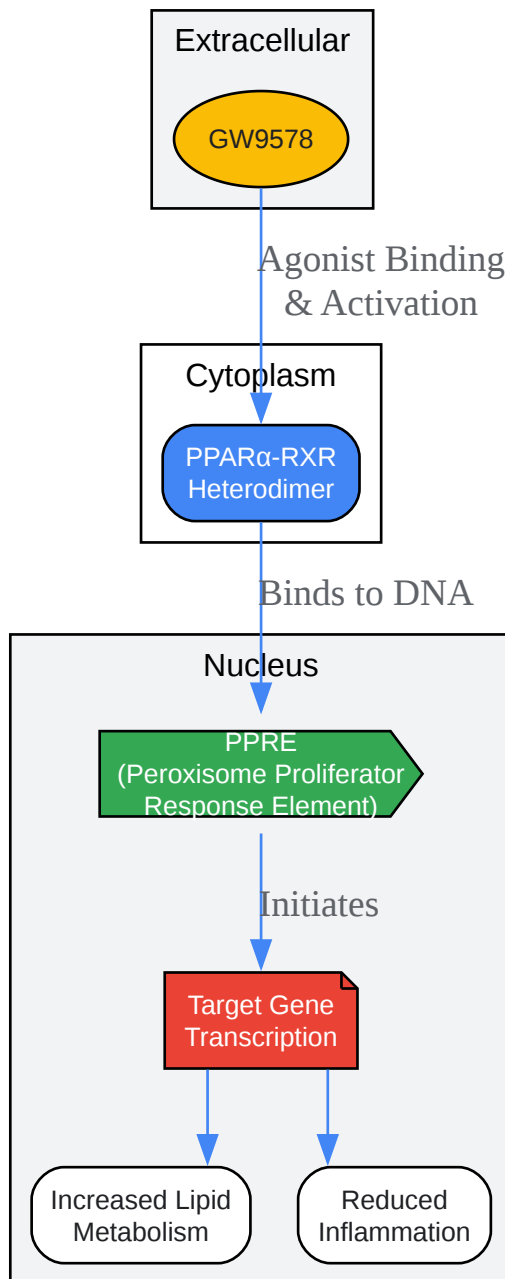 Extracellular
GW9578
Agonist Binding
& Activation
Cytoplasm
PPARα-RXR
Heterodimer
Binds to DNA
Nucleus
PPRE
(Peroxisome Proliferator
Response Element)
Initiates
Target Gene
Transcription
Increased Lipid
Metabolism
Reduced
Inflammation